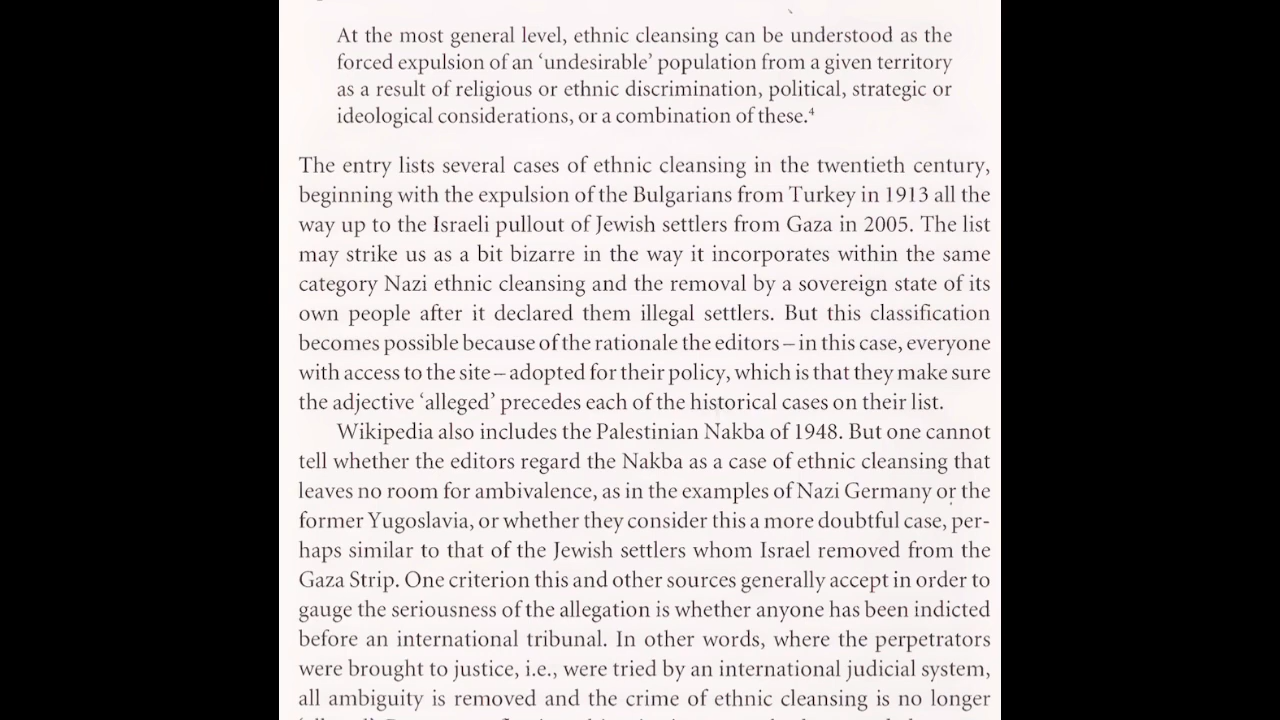 At the most general level, ethnic cleansing can be understood as the
forced expulsion of an ‘undesirable’ population from a given territory
as a result of religious or ethnic discrimination, political, strategic or
ideological considerations, or a combination of these.⁴
The entry lists several cases of ethnic cleansing in the twentieth century,
beginning with the expulsion of the Bulgarians from Turkey in 1913 all the
way up to the Israeli pullout of Jewish settlers from Gaza in 2005. The list
may strike us as a bit bizarre in the way it incorporates within the same
category Nazi ethnic cleansing and the removal by a sovereign state of its
own people after it declared them illegal settlers. But this classification
becomes possible because of the rationale the editors – in this case, everyone
with access to the site – adopted for their policy, which is that they make sure
the adjective ‘alleged’ precedes each of the historical cases on their list.
Wikipedia also includes the Palestinian Nakba of 1948. But one cannot
tell whether the editors regard the Nakba as a case of ethnic cleansing that
leaves no room for ambivalence, as in the examples of Nazi Germany or the
former Yugoslavia, or whether they consider this a more doubtful case, per-
haps similar to that of the Jewish settlers whom Israel removed from the
Gaza Strip. One criterion this and other sources generally accept in order to
gauge the seriousness of the allegation is whether anyone has been indicted
before an international tribunal. In other words, where the perpetrators
were brought to justice, i.e., were tried by an international judicial system,
all ambiguity is removed and the crime of ethnic cleansing is no longer